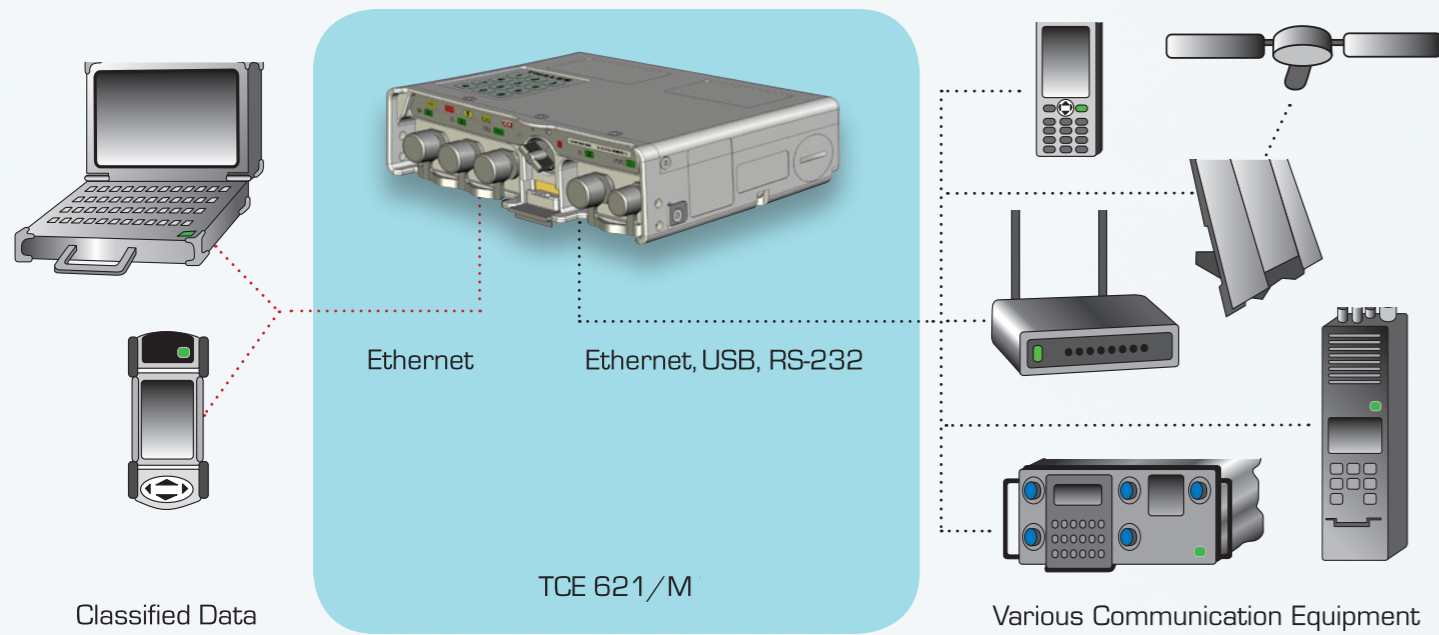 Ethernet
Ethernet, USB, RS-232
TCE 621/M
Classified Data
Various Communication Equipment